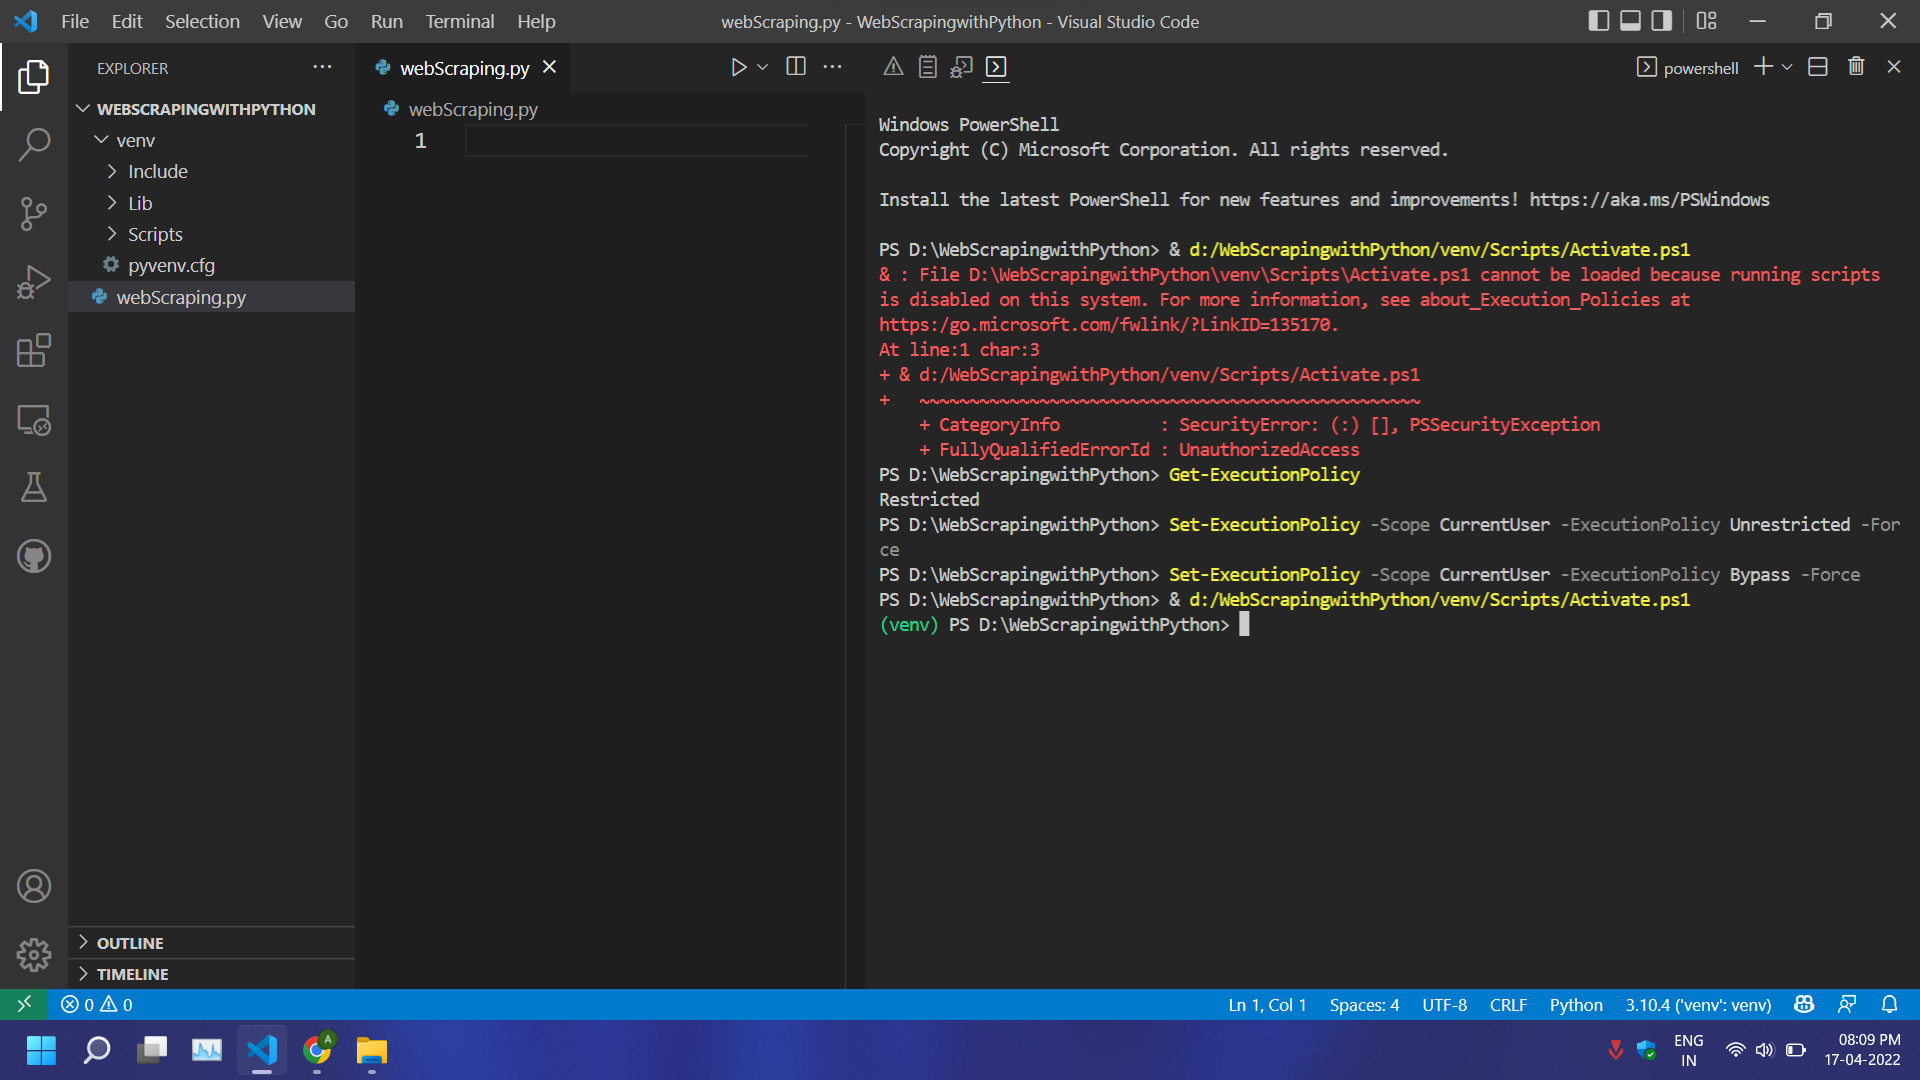 File Edit Selection View Go Run Terminal Help
webScraping.py - WebScrapingwithPython - Visual Studio Code
EXPLORER
WEBSCRAPINGWITHPYTHON
venv
Include
Lib
Scripts
pyvenv.cfg
webScraping.py
OUTLINE
TIMELINE
webScraping.py
webScraping.py
1
powershell
Windows PowerShell
Copyright (C) Microsoft Corporation. All rights reserved.
Install the latest PowerShell for new features and improvements! https://aka.ms/PSWindows
PS D:\WebScrapingwithPython> & d:/WebScrapingwithPython/venv/Scripts/Activate.ps1
& : File D:\WebScrapingwithPython\venv\Scripts\Activate.ps1 cannot be loaded because running scripts
is disabled on this system. For more information, see about_Execution_Policies at
https:/go.microsoft.com/fwlink/?LinkID=135170.
At line:1 char:3
+ & d:/WebScrapingwithPython/venv/Scripts/Activate.ps1
+   ~~~~~~~~~~~~~~~~~~~~~~~~~~~~~~~~~~~~~~~~~~~~~~~~~~
+ CategoryInfo          : SecurityError: (:) [], PSSecurityException
+ FullyQualifiedErrorId : UnauthorizedAccess
PS D:\WebScrapingwithPython> Get-ExecutionPolicy
Restricted
PS D:\WebScrapingwithPython> Set-ExecutionPolicy -Scope CurrentUser -ExecutionPolicy Unrestricted -For
ce
PS D:\WebScrapingwithPython> Set-ExecutionPolicy -Scope CurrentUser -ExecutionPolicy Bypass -Force
PS D:\WebScrapingwithPython> & d:/WebScrapingwithPython/venv/Scripts/Activate.ps1
(venv) PS D:\WebScrapingwithPython>
0 0
Ln 1, Col 1 Spaces: 4 UTF-8 CRLF Python 3.10.4 ('venv': venv)
A
ENG
IN
08:09 PM
17-04-2022